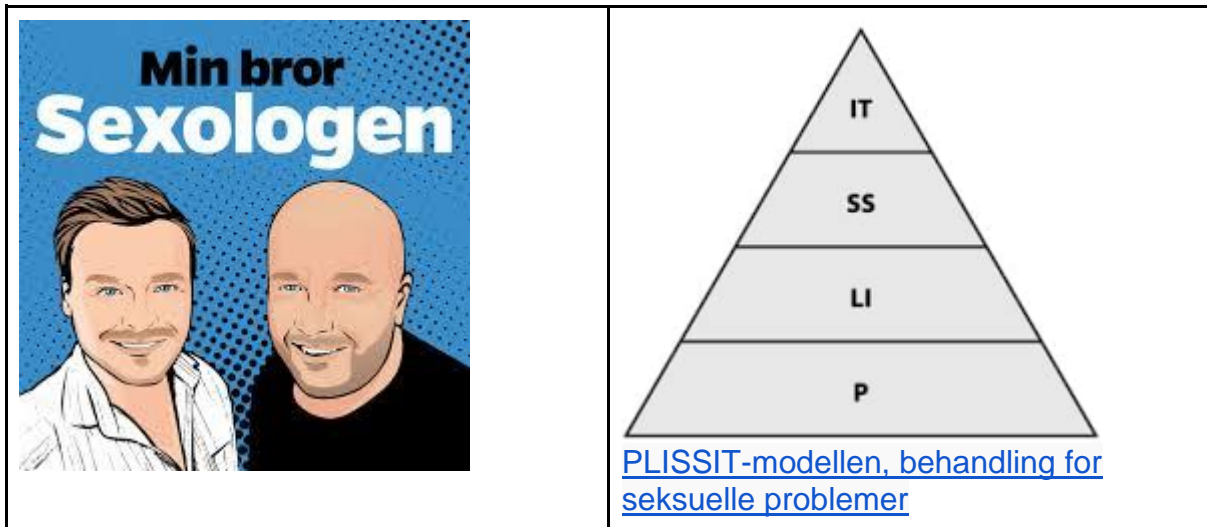 Min bror
Sexologen
IT
SS
LI
P
PLISSIT-modellen, behandling for
seksuelle problemer